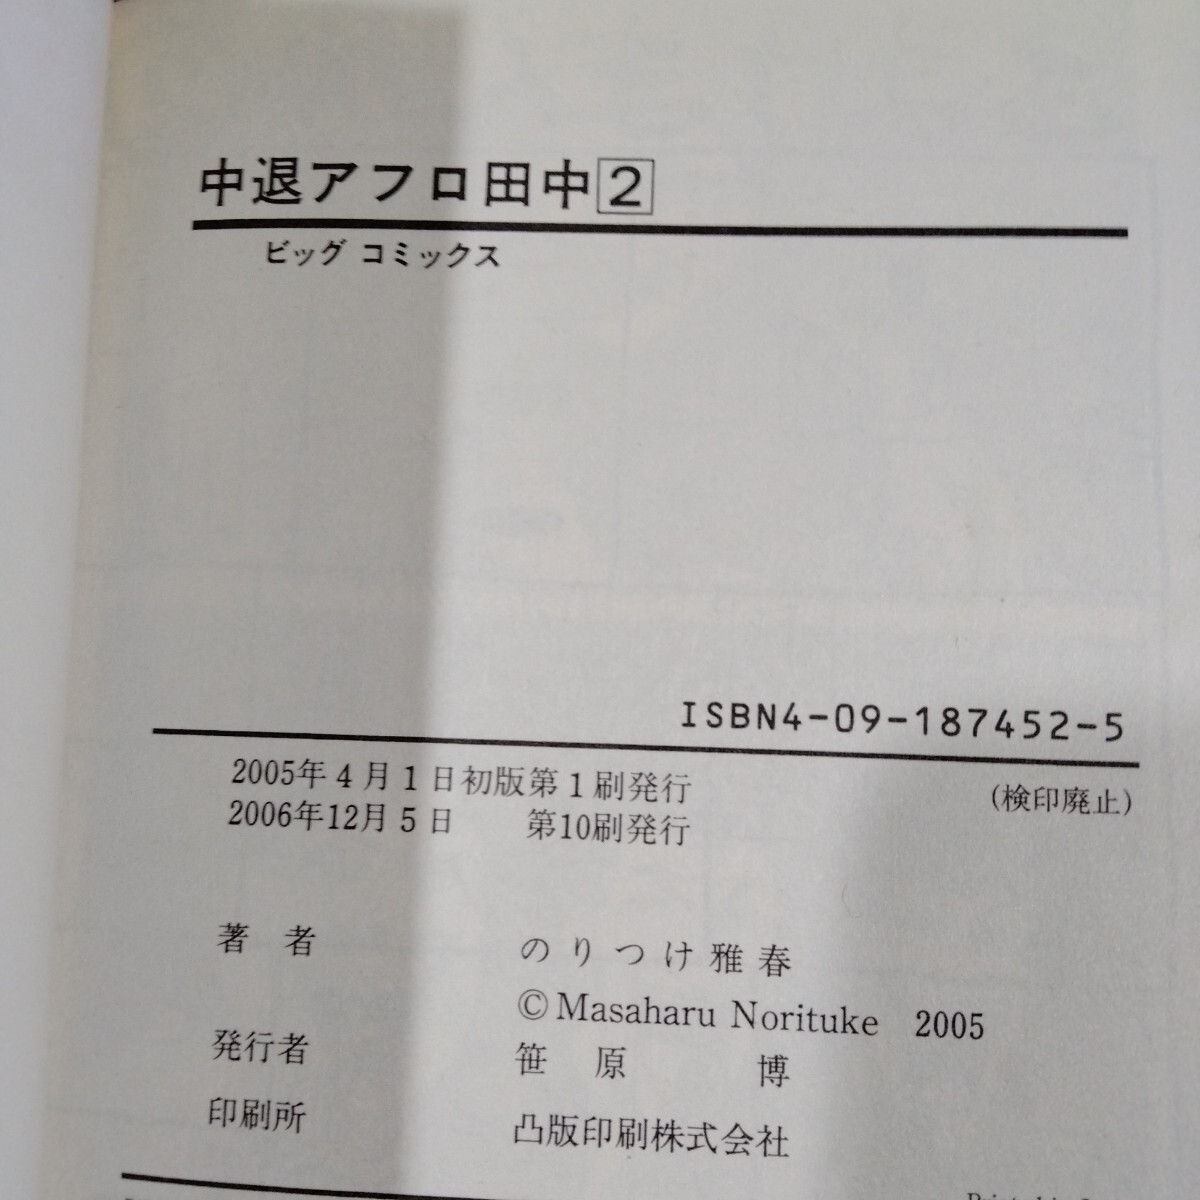 中退アフロ田中2
ビッグ コミックス
ISBN4-09-187452-5
2005年4月1日初版第1刷発行 (検印廃止)
2006年12月5日 第10刷発行
著 者 のりつけ雅春
©Masaharu Norituke 2005
発行者 笹原 博
印刷所 凸版印刷株式会社